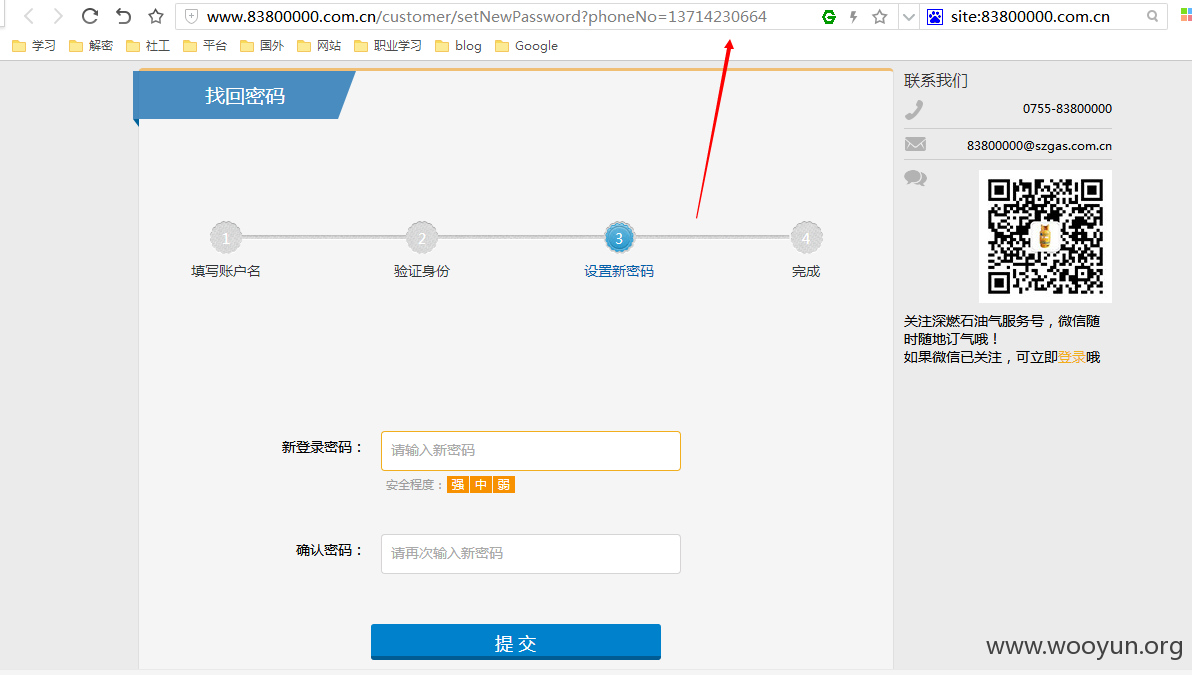 www.83800000.com.cn/customer/setNewPassword?phoneNo=13714230664
site:83800000.com.cn
学习 解密 社工 平台 国外 网站 职业学习 blog Google
找回密码
联系我们
0755-83800000
83800000@szgas.com.cn
1 2 3 4
填写账户名 验证身份 设置新密码 完成
关注深燃石油气服务号，微信随
时随地订气哦！
如果微信已关注，可立即登录哦
新登录密码： 请输入新密码
安全程度： 强 中 弱
确认密码： 请再次输入新密码
提 交
www.wooyun.org